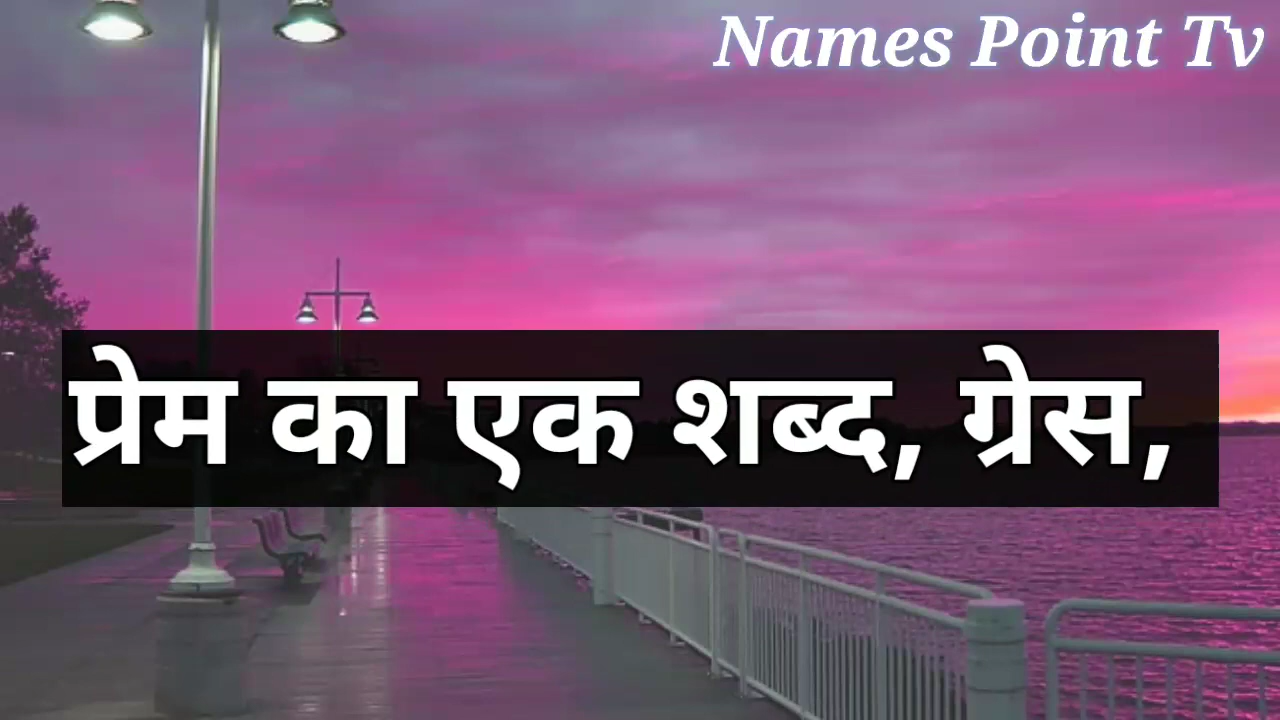 Names Point Tv
प्रेम का एक शब्द, ग्रेस,